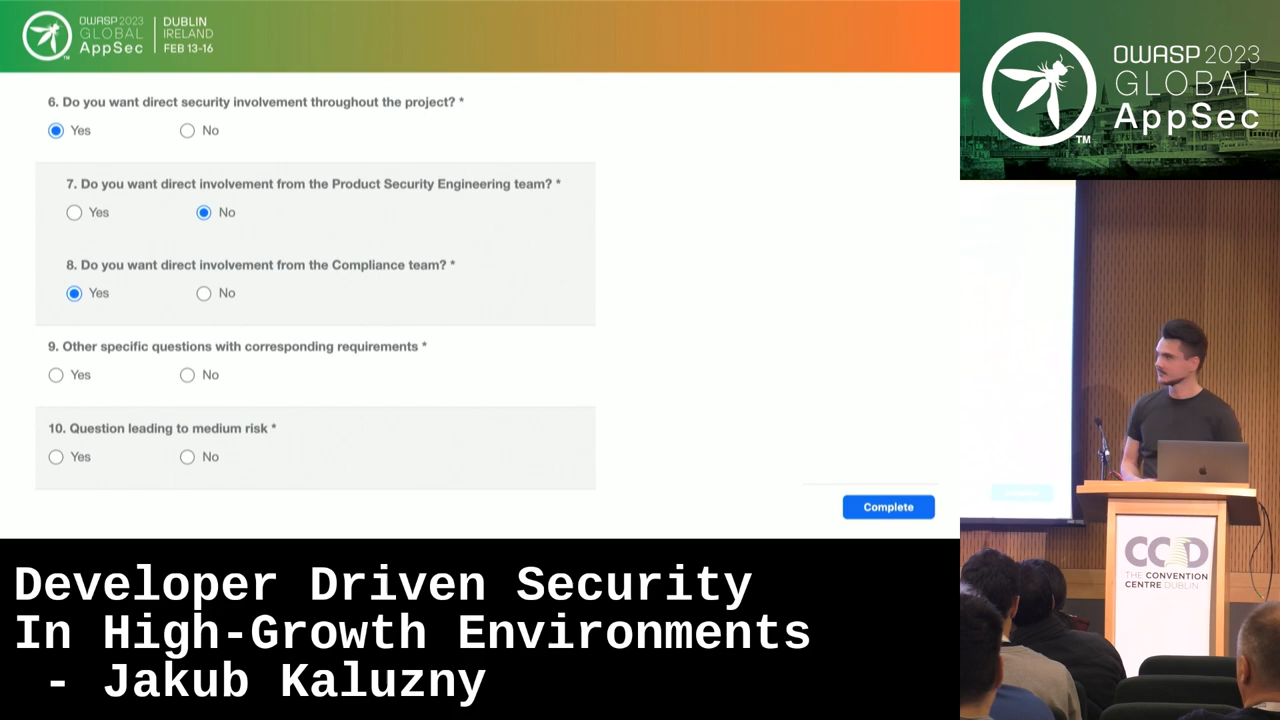 OWASP 2023
GLOBAL
AppSec
TM
DUBLIN
IRELAND
FEB 13-16
6. Do you want direct security involvement throughout the project? *
Yes No
7. Do you want direct involvement from the Product Security Engineering team? *
Yes No
8. Do you want direct involvement from the Compliance team? *
Yes No
9. Other specific questions with corresponding requirements *
Yes No
10. Question leading to medium risk *
Yes No
Complete
Developer Driven Security
In High-Growth Environments
- Jakub Kaluzny
OWASP 2023
GLOBAL
AppSec
TM
CCD
THE CONVENTION
CENTRE DUBLIN